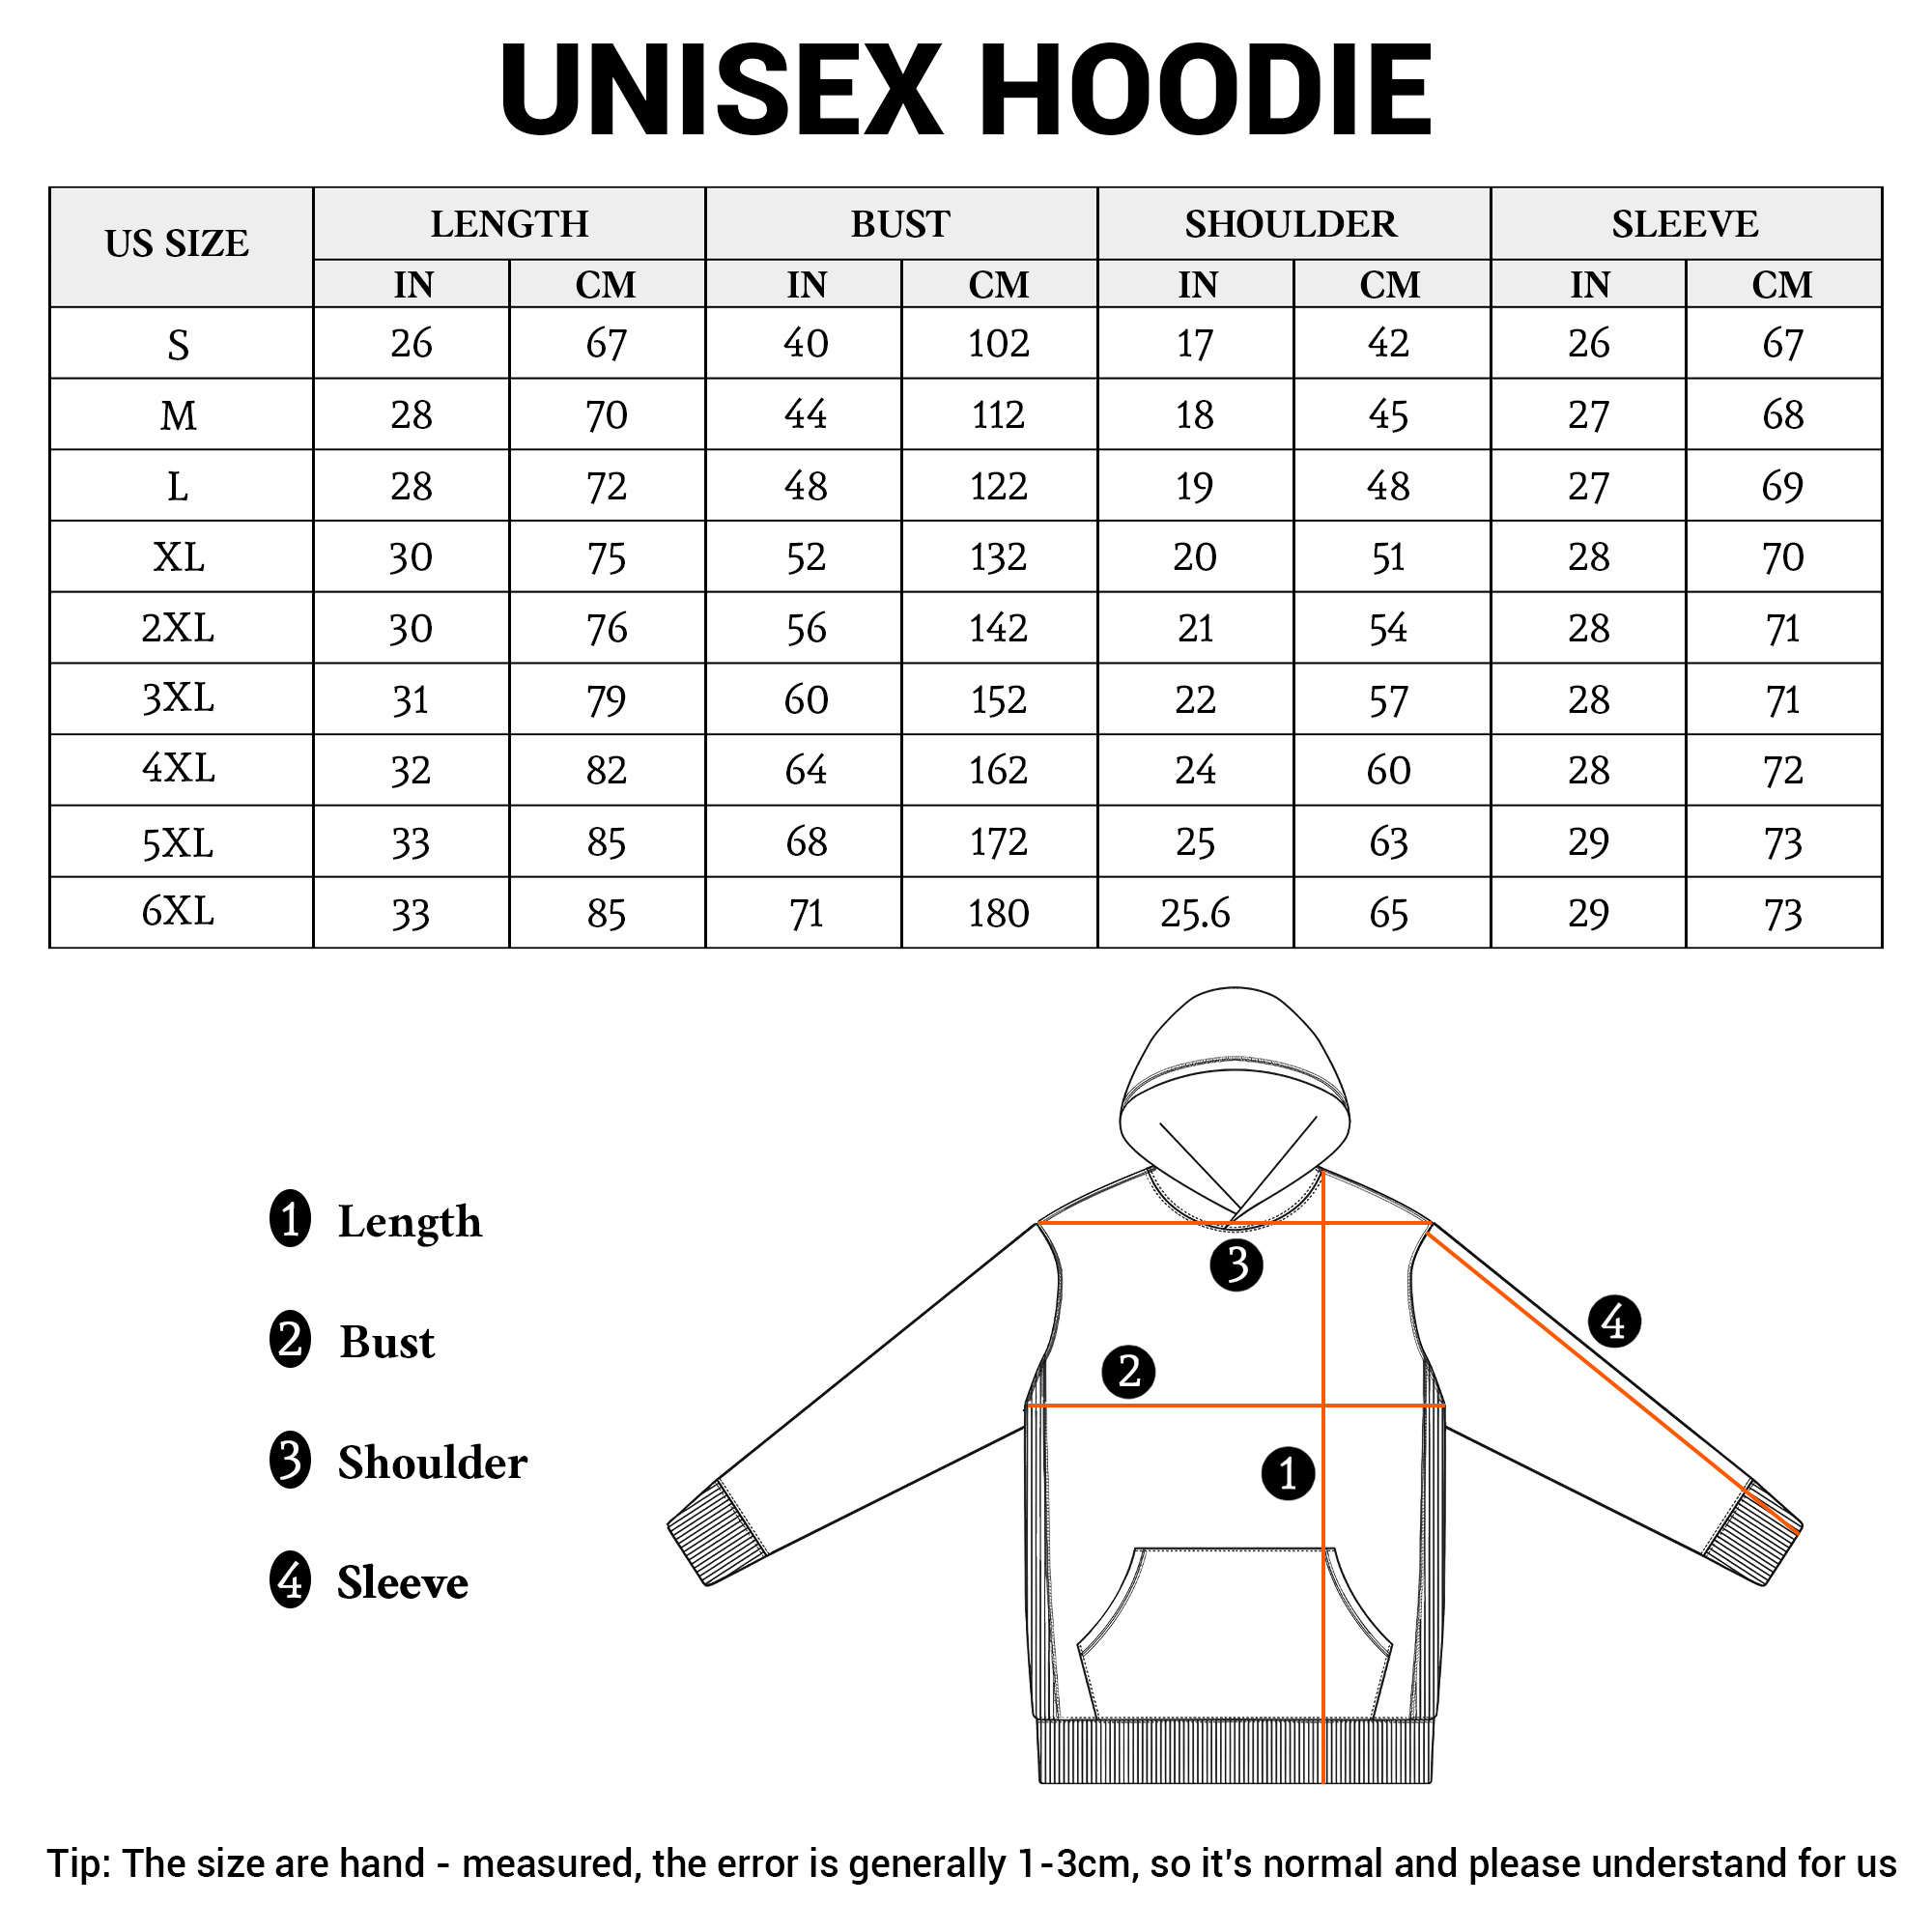 UNISEX HOODIE
US SIZE LENGTH BUST SHOULDER SLEEVE
IN CM IN CM IN CM IN CM
S 26 67 40 102 17 42 26 67
M 28 70 44 112 18 45 27 68
L 28 72 48 122 19 48 27 69
XL 30 75 52 132 20 51 28 70
2XL 30 76 56 142 21 54 28 71
3XL 31 79 60 152 22 57 28 71
4XL 32 82 64 162 24 60 28 72
5XL 33 85 68 172 25 63 29 73
6XL 33 85 71 180 25.6 65 29 73
1 Length
2 Bust
3 Shoulder
4 Sleeve
3
4
2
1
Tip: The size are hand - measured, the error is generally 1-3cm, so it's normal and please understand for us